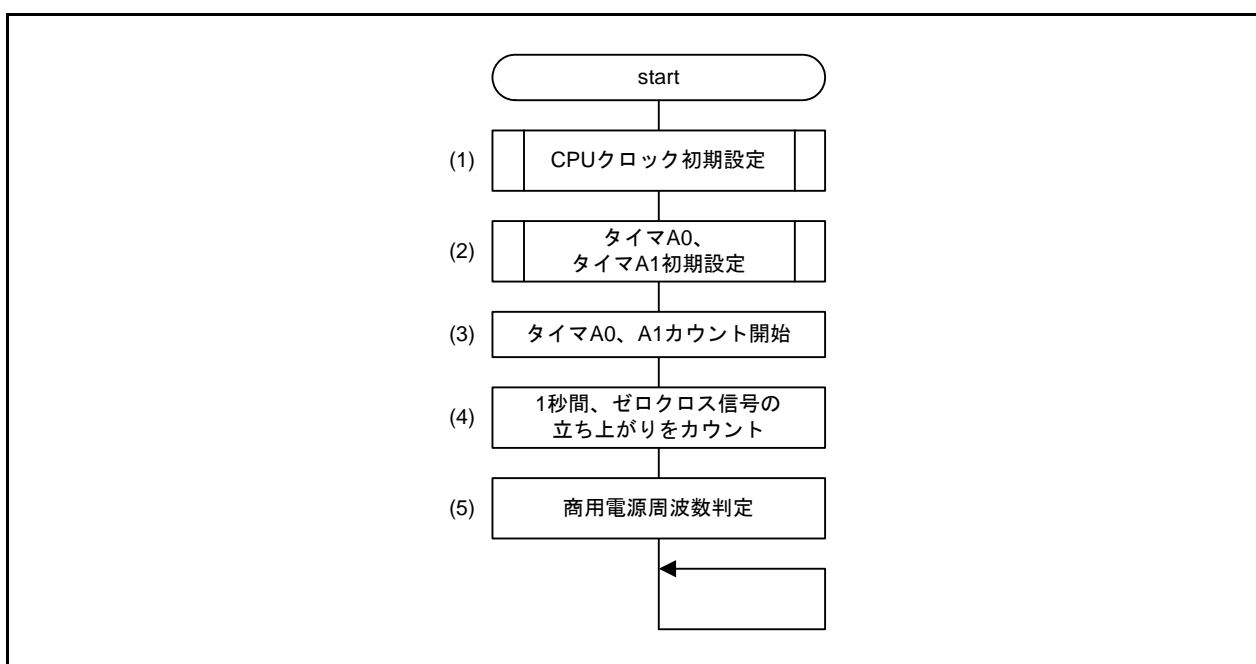 start
(1) CPUクロック初期設定
(2) タイマA0、
タイマA1初期設定
(3) タイマA0、A1カウント開始
(4) 1秒間、ゼロクロス信号の
立ち上がりをカウント
(5) 商用電源周波数判定